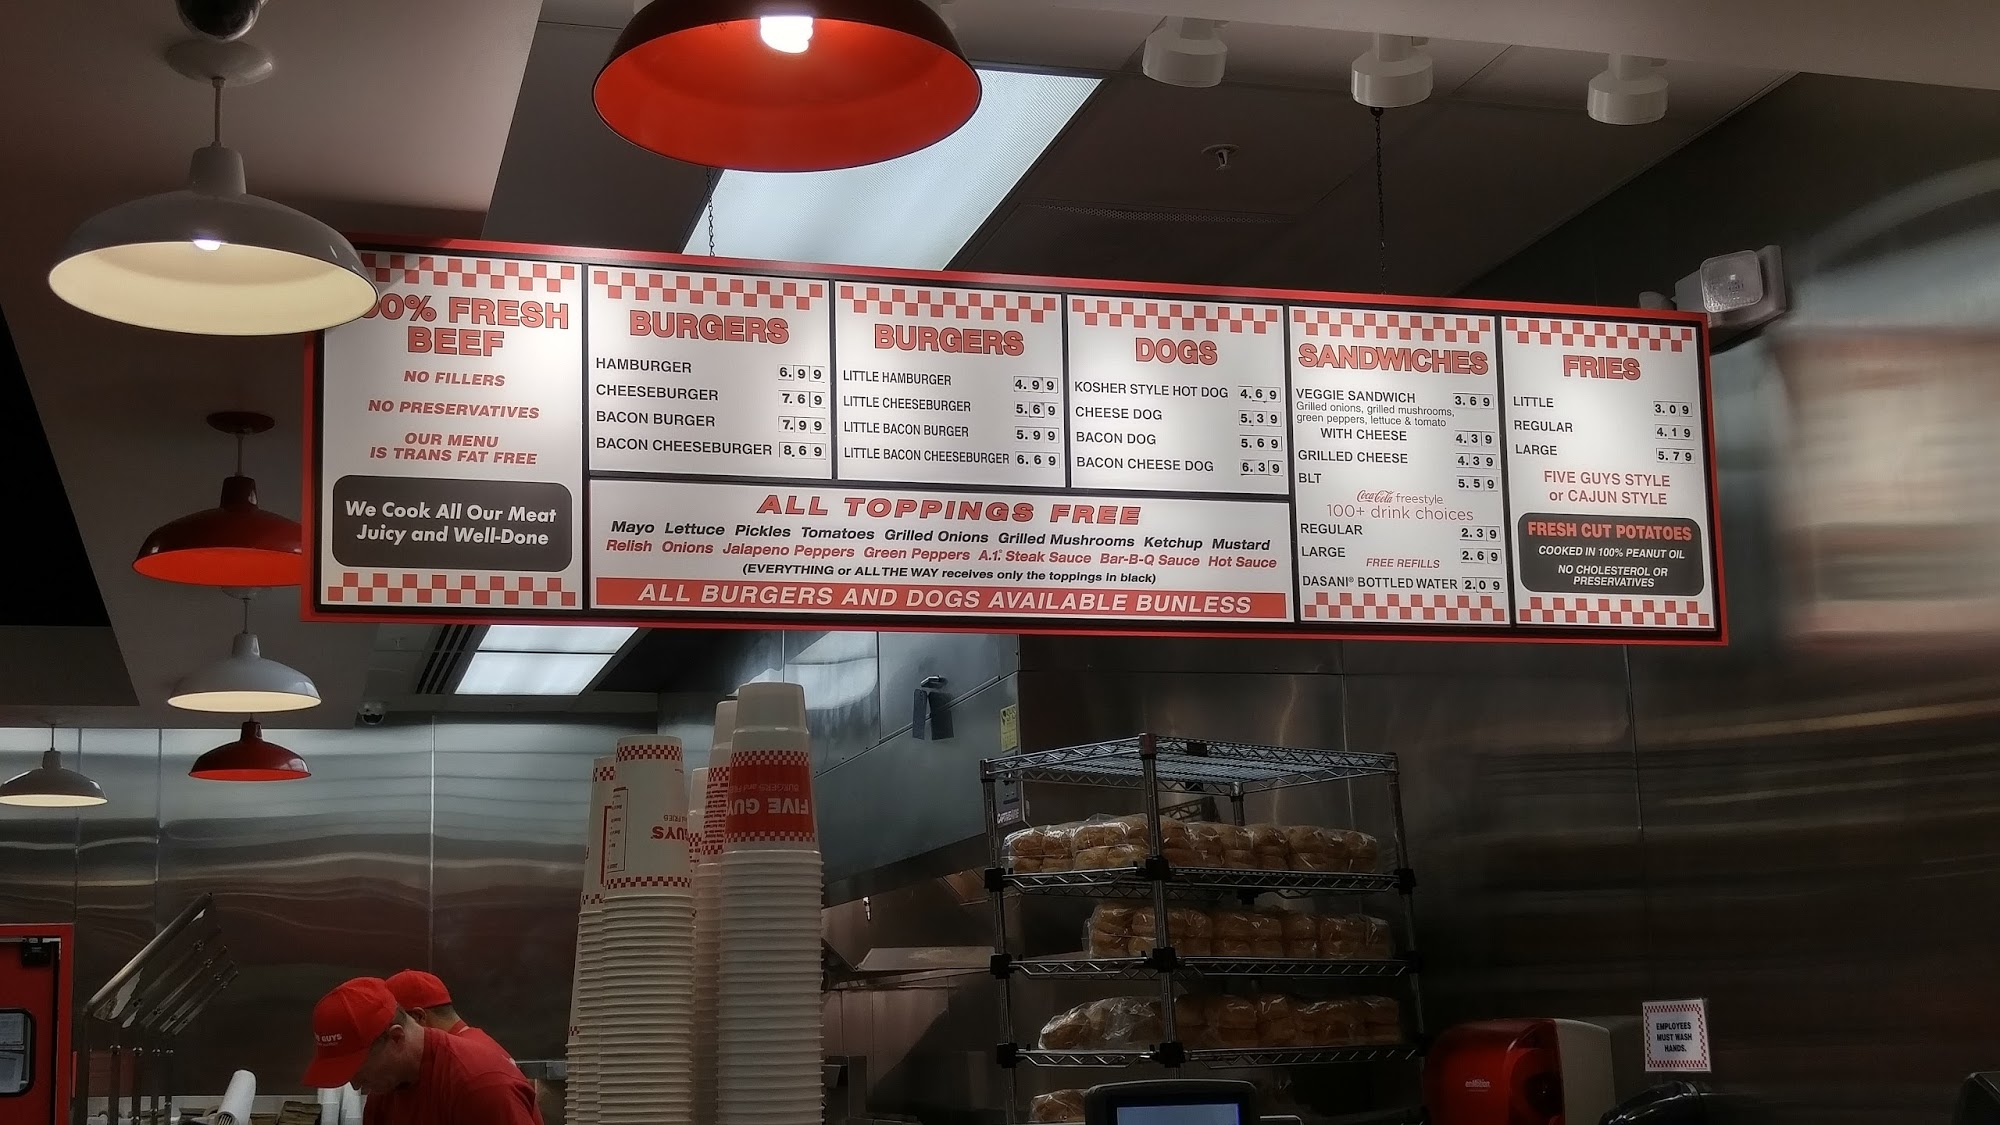 00% FRESH
BEEF
NO FILLERS
NO PRESERVATIVES
OUR MENU
IS TRANS FAT FREE
We Cook All Our Meat
Juicy and Well-Done
BURGERS
HAMBURGER 6.99
CHEESEBURGER 7.69
BACON BURGER 7.99
BACON CHEESEBURGER 8.69
BURGERS
LITTLE HAMBURGER 4.99
LITTLE CHEESEBURGER 5.69
LITTLE BACON BURGER 5.99
LITTLE BACON CHEESEBURGER 6.69
DOGS
KOSHER STYLE HOT DOG 4.69
CHEESE DOG 5.39
BACON DOG 5.69
BACON CHEESE DOG 6.39
ALL TOPPINGS FREE
Mayo Lettuce Pickles Tomatoes Grilled Onions Grilled Mushrooms Ketchup Mustard
Relish Onions Jalapeno Peppers Green Peppers A.1.® Steak Sauce Bar-B-Q Sauce Hot Sauce
(EVERYTHING or ALL THE WAY receives only the toppings in black)
ALL BURGERS AND DOGS AVAILABLE BUNLESS
SANDWICHES
VEGGIE SANDWICH 3.69
Grilled onions, grilled mushrooms,
green peppers, lettuce & tomato
WITH CHEESE 4.39
GRILLED CHEESE 4.39
BLT 5.59
Coca-Cola freestyle
100+ drink choices
REGULAR 2.39
LARGE 2.69
FREE REFILLS
DASANI® BOTTLED WATER 2.09
FRIES
LITTLE 3.09
REGULAR 4.19
LARGE 5.79
FIVE GUYS STYLE
or CAJUN STYLE
FRESH CUT POTATOES
COOKED IN 100% PEANUT OIL
NO CHOLESTEROL OR
PRESERVATIVES
BURGERS and FRIES
FIVE GUY
GUYS
GUYS
EMPLOYEES
MUST WASH
HANDS.
enMotion